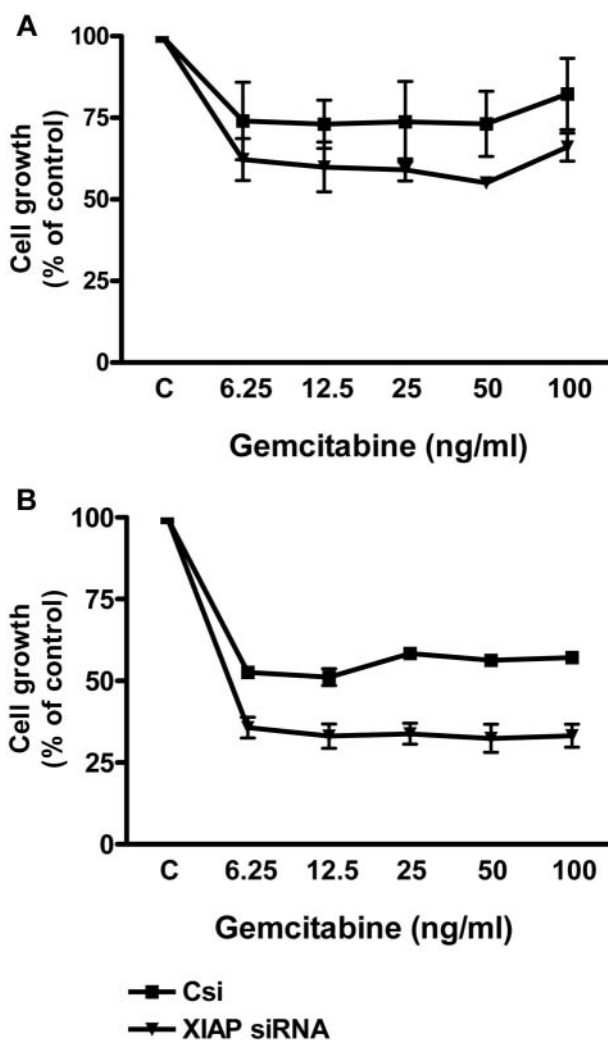 A
100
75
50
25
0
Cell growth
(% of control)
C 6.25 12.5 25 50 100
Gemcitabine (ng/ml)
B
100
75
50
25
0
Cell growth
(% of control)
C 6.25 12.5 25 50 100
Gemcitabine (ng/ml)
Csi
XIAP siRNA